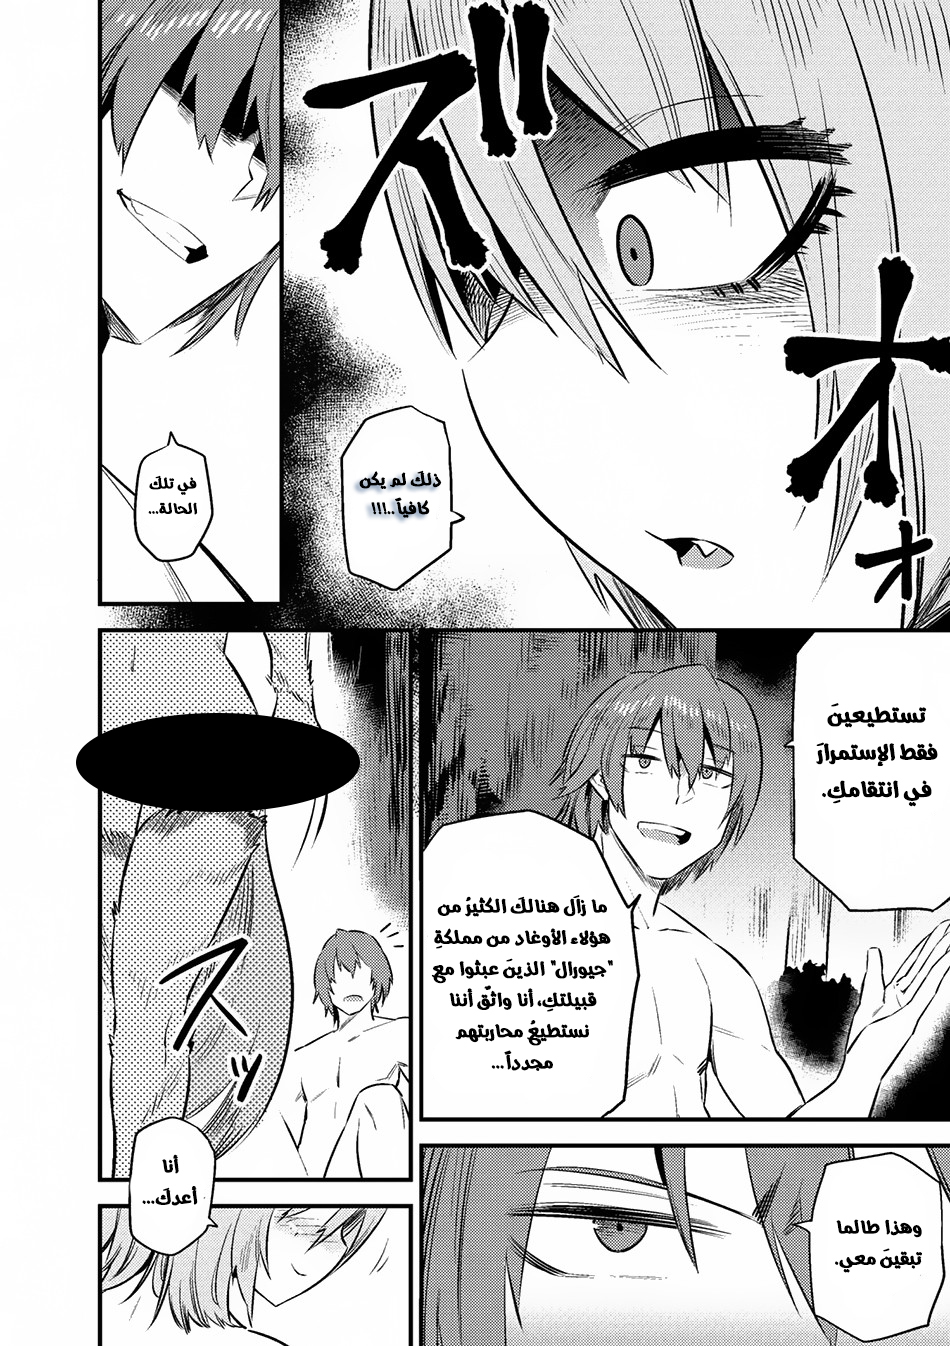 ズ
オ
ォ
ذلكَ لم يكن
كافياً..!!!
في تلكَ
الحالة...
تستطيعينَ
فقط الإستمرارَ
في انتقامكِ.
ما زاَل هنالكَ الكثيرُ من
هؤلاء الأوغاد من مملكةِ
"جيورال" الذينَ عبثوا مع
قبيلتكِ، أنا واثقٌ أننا
نستطيعُ محاربتهم
مجدداً...
スッ
وهذا طالما
تبقينَ معي.
أنا
أعدكَ...